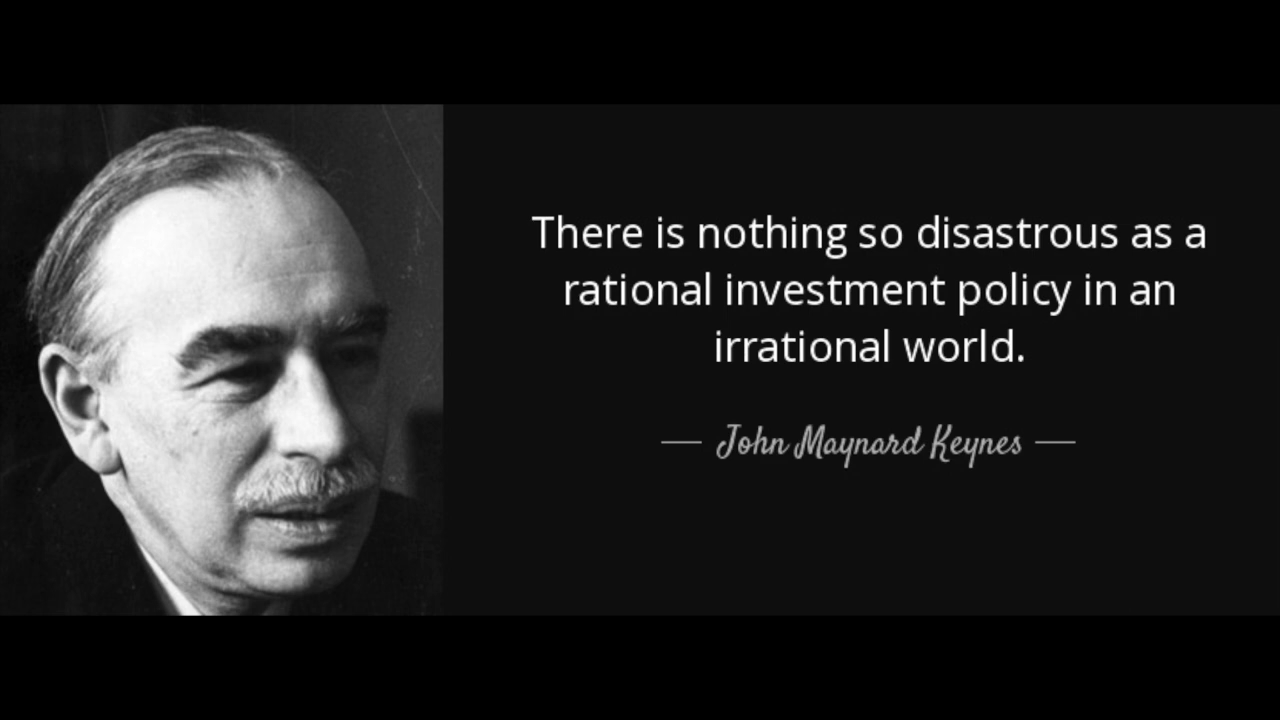 There is nothing so disastrous as a
rational investment policy in an
irrational world.
John Maynard Keynes